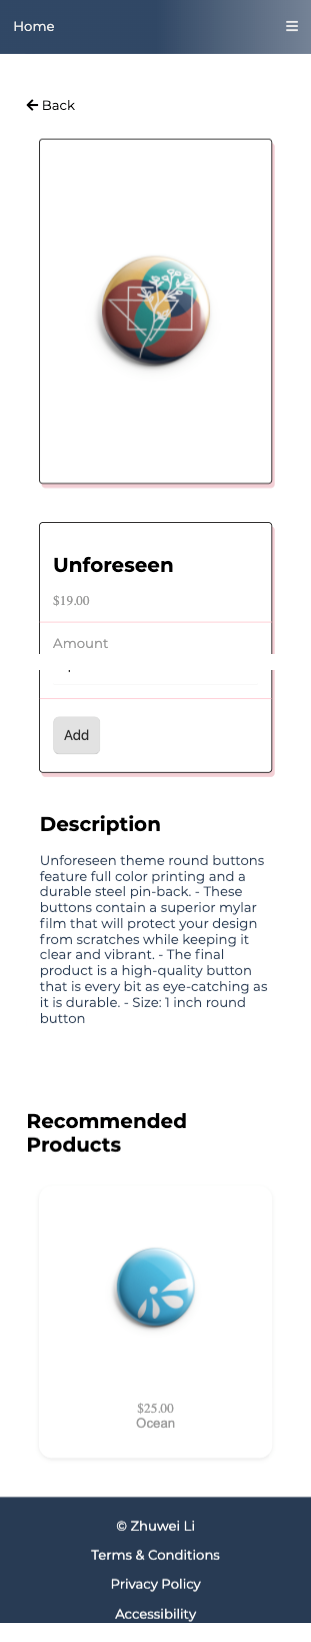 Home
Back
Unforeseen
$19.00
Amount
Add
Description
Unforeseen theme round buttons
feature full color printing and a
durable steel pin-back. - These
buttons contain a superior mylar
film that will protect your design
from scratches while keeping it
clear and vibrant. - The final
product is a high-quality button
that is every bit as eye-catching as
it is durable. - Size: 1 inch round
button
Recommended
Products
$25.00
Ocean
© Zhuwei Li
Terms & Conditions
Privacy Policy
Accessibility